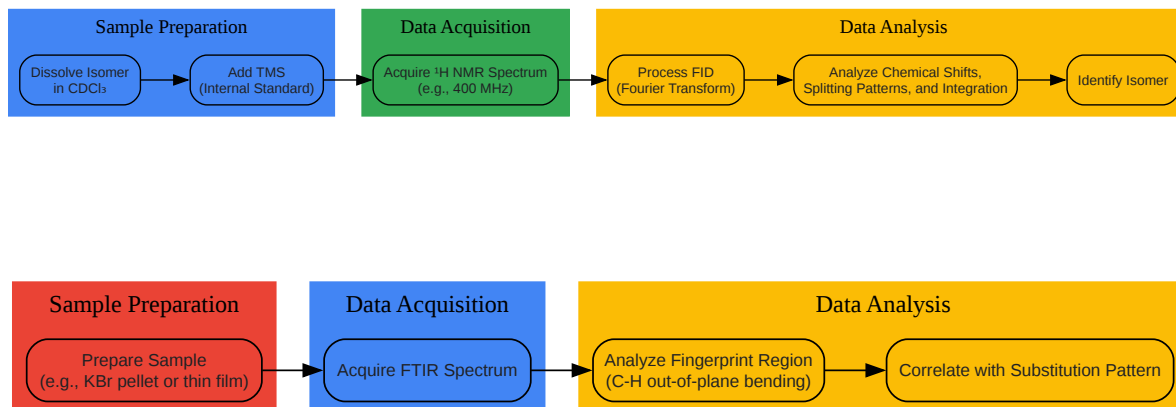 Sample Preparation
Dissolve Isomer
in CDCl₃
Add TMS
(Internal Standard)
Data Acquisition
Acquire ¹H NMR Spectrum
(e.g., 400 MHz)
Data Analysis
Process FID
(Fourier Transform)
Analyze Chemical Shifts,
Splitting Patterns, and Integration
Identify Isomer
Sample Preparation
Prepare Sample
(e.g., KBr pellet or thin film)
Data Acquisition
Acquire FTIR Spectrum
Data Analysis
Analyze Fingerprint Region
(C-H out-of-plane bending)
Correlate with Substitution Pattern